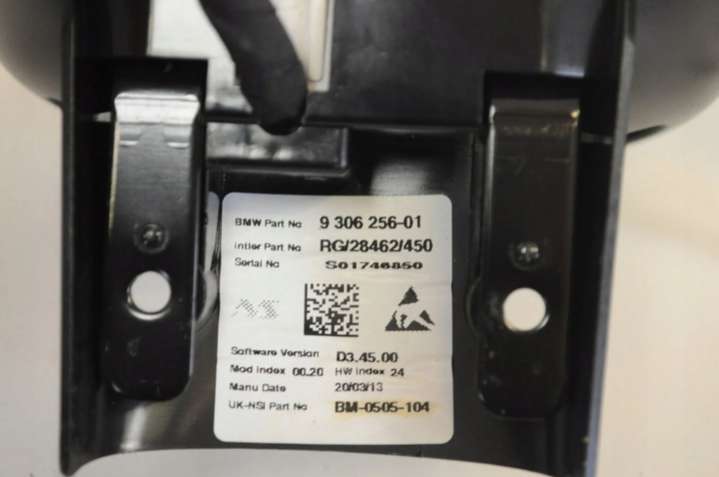 BMW Part No 9 306 256-01
Intier Part No RG/28462/450
Serial No S01746850
NS
Software Version D3.45.00
Mod Index 00.20 HW Index 24
Manu Date 20/03/13
UK-NSI Part No BM-0505-104